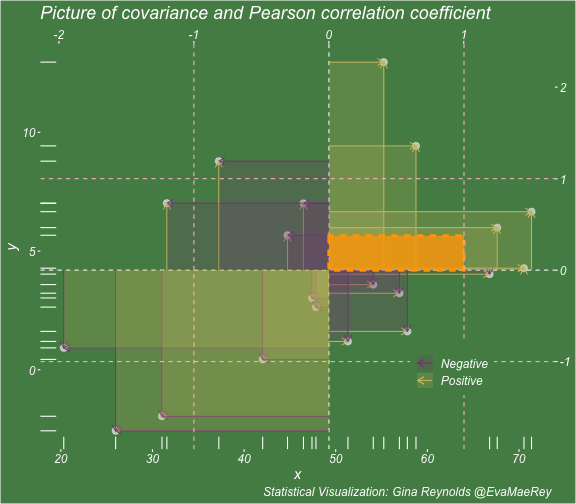 Picture of covariance and Pearson correlation coefficient
-2 -1 0 1
2
10
1
y
5
0
0
-1
Negative
Positive
20 30 40 50 60 70
x
Statistical Visualization: Gina Reynolds @EvaMaeRey